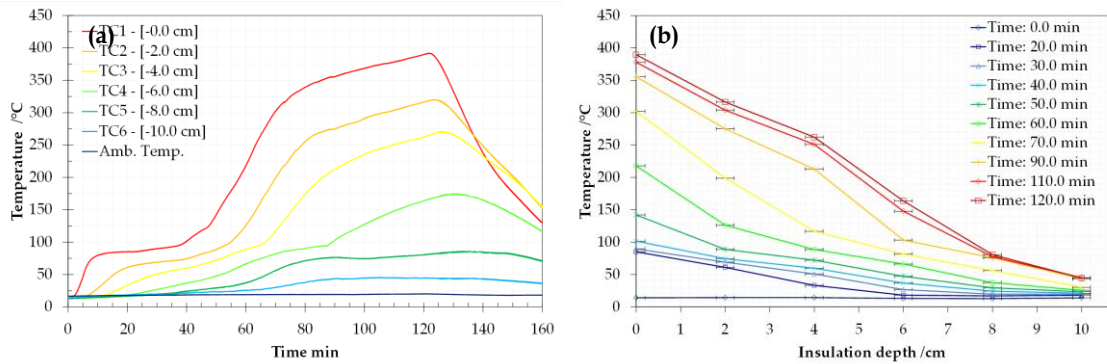 (a)
TC1 - [-0.0 cm]
TC2 - [-2.0 cm]
TC3 - [-4.0 cm]
TC4 - [-6.0 cm]
TC5 - [-8.0 cm]
TC6 - [-10.0 cm]
Amb. Temp.
Temperature /°C
450
400
350
300
250
200
150
100
50
0
0 20 40 60 80 100 120 140 160
Time min
(b)
Time: 0.0 min
Time: 20.0 min
Time: 30.0 min
Time: 40.0 min
Time: 50.0 min
Time: 60.0 min
Time: 70.0 min
Time: 90.0 min
Time: 110.0 min
Time: 120.0 min
Temperature /°C
450
400
350
300
250
200
150
100
50
0
0 1 2 3 4 5 6 7 8 9 10
Insulation depth /cm